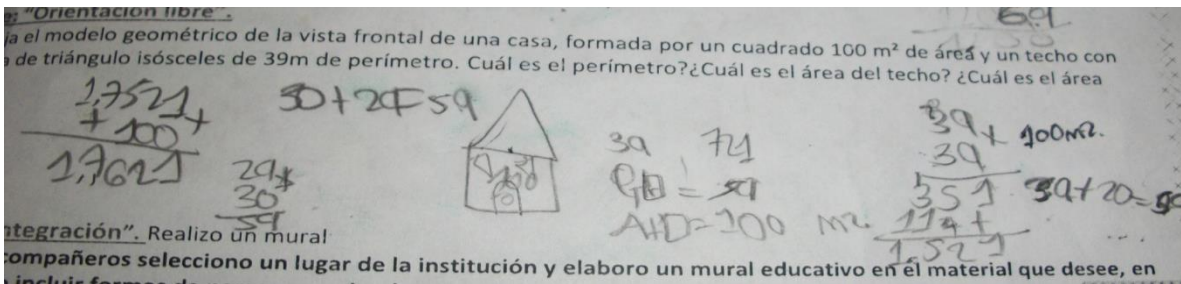 "Orientación libre".
ja el modelo geométrico de la vista frontal de una casa, formada por un cuadrado 100 m² de área y un techo con
de triángulo isósceles de 39m de perímetro. Cuál es el perímetro?¿Cuál es el área del techo? ¿Cuál es el área
1,7521
+ 100
1,7621
29
30
59
30+29=59
39
71
A+D=100 m2.
39
39
351
117+
1.521
100m2.
39+20=
ntegración". Realizo un mural
compañeros selecciono un lugar de la institución y elaboro un mural educativo en el material que desee, en